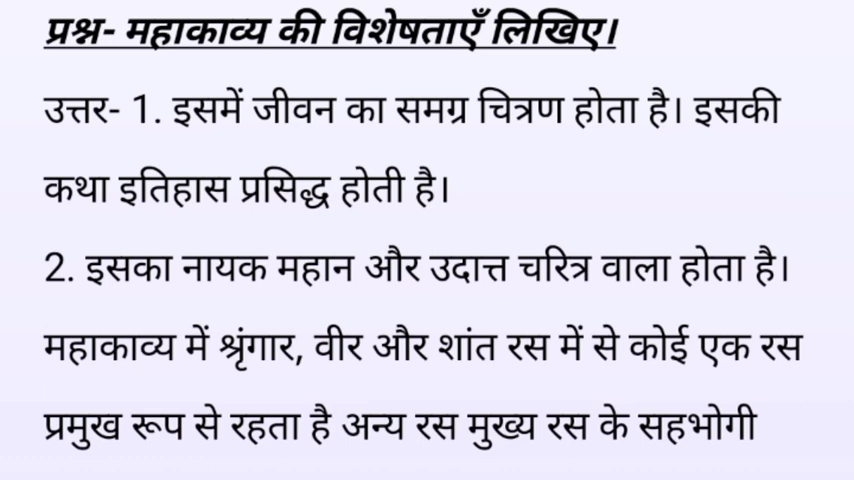 प्रश्न- महाकाव्य की विशेषताएँ लिखिए।
उत्तर- 1. इसमें जीवन का समग्र चित्रण होता है। इसकी
कथा इतिहास प्रसिद्ध होती है।
2. इसका नायक महान और उदात्त चरित्र वाला होता है।
महाकाव्य में श्रृंगार, वीर और शांत रस में से कोई एक रस
प्रमुख रूप से रहता है अन्य रस मुख्य रस के सहभोगी